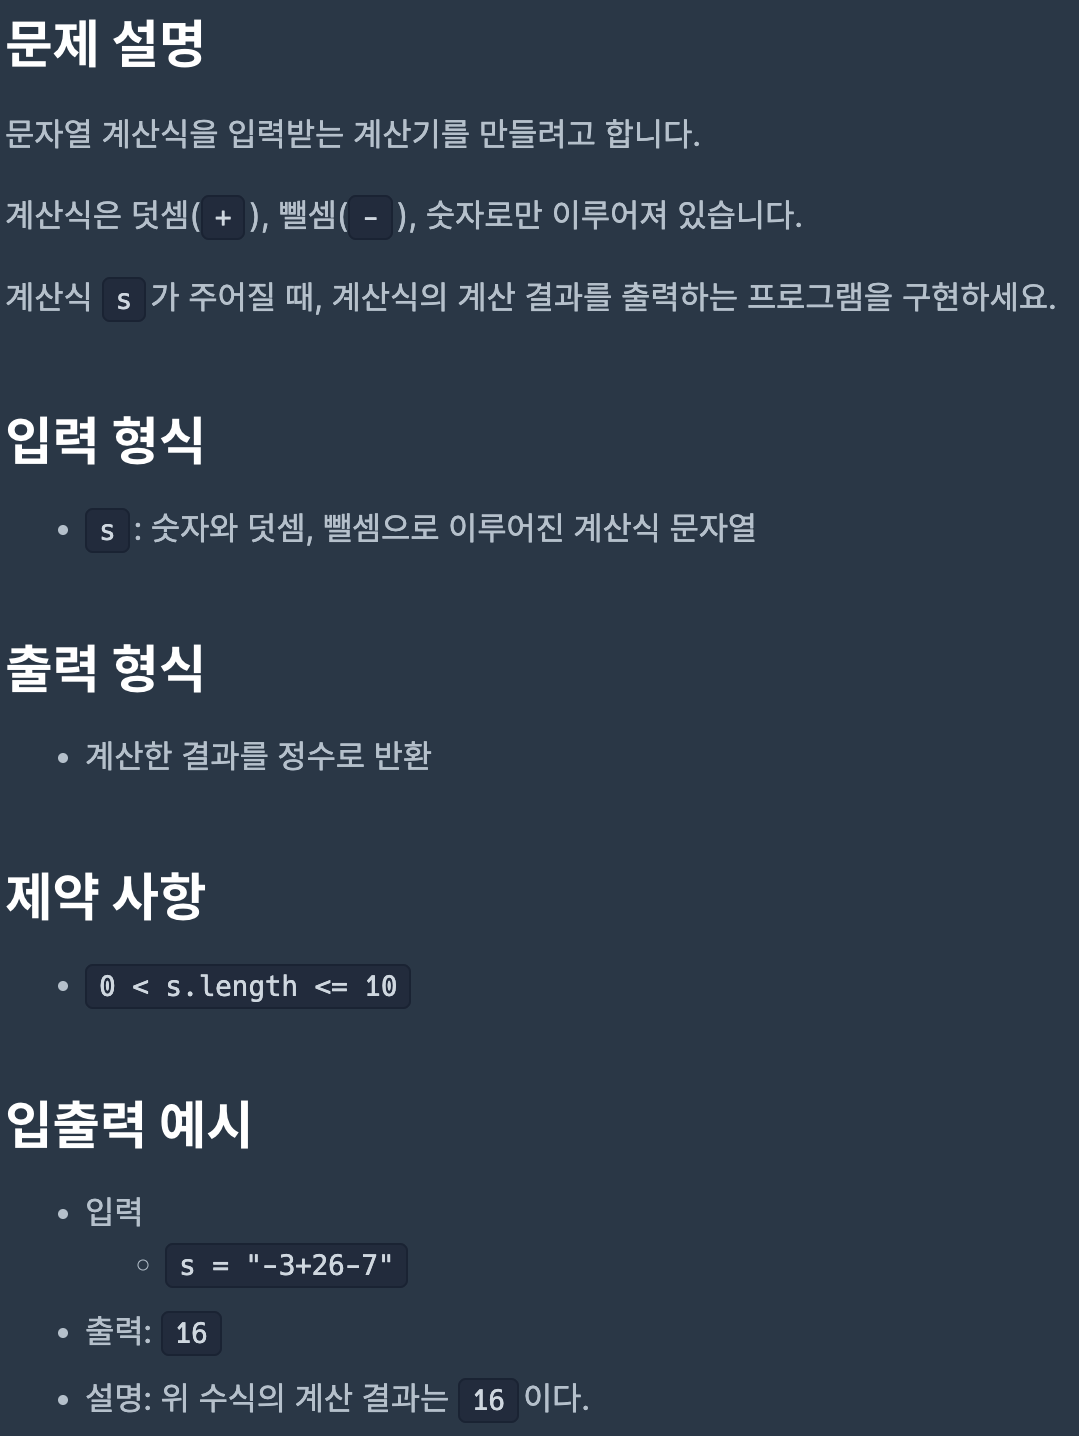 문제 설명
문자열 계산식을 입력받는 계산기를 만들려고 합니다.
계산식은 덧셈( + ), 뺄셈( - ), 숫자로만 이루어져 있습니다.
계산식 s 가 주어질 때, 계산식의 계산 결과를 출력하는 프로그램을 구현하세요.
입력 형식
s : 숫자와 덧셈, 뺄셈으로 이루어진 계산식 문자열
출력 형식
계산한 결과를 정수로 반환
제약 사항
0 < s.length <= 10
입출력 예시
입력
s = "-3+26-7"
출력: 16
설명: 위 수식의 계산 결과는 16 이다.